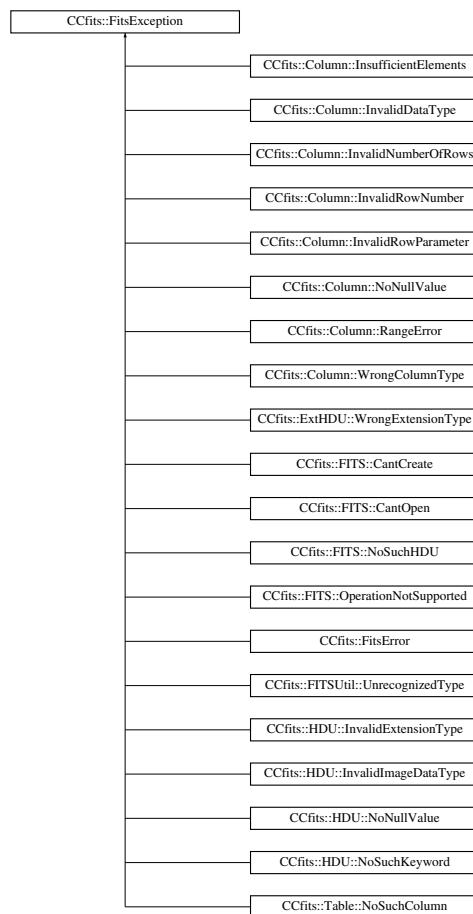 CCfits::FitsException
CCfits::Column::InsufficientElements
CCfits::Column::InvalidDataType
CCfits::Column::InvalidNumberOfRows
CCfits::Column::InvalidRowNumber
CCfits::Column::InvalidRowParameter
CCfits::Column::NoNullValue
CCfits::Column::RangeError
CCfits::Column::WrongColumnType
CCfits::ExtHDU::WrongExtensionType
CCfits::FITS::CantCreate
CCfits::FITS::CantOpen
CCfits::FITS::NoSuchHDU
CCfits::FITS::OperationNotSupported
CCfits::FitsError
CCfits::FITSUtil::UnrecognizedType
CCfits::HDU::InvalidExtensionType
CCfits::HDU::InvalidImageDataType
CCfits::HDU::NoNullValue
CCfits::HDU::NoSuchKeyword
CCfits::Table::NoSuchColumn